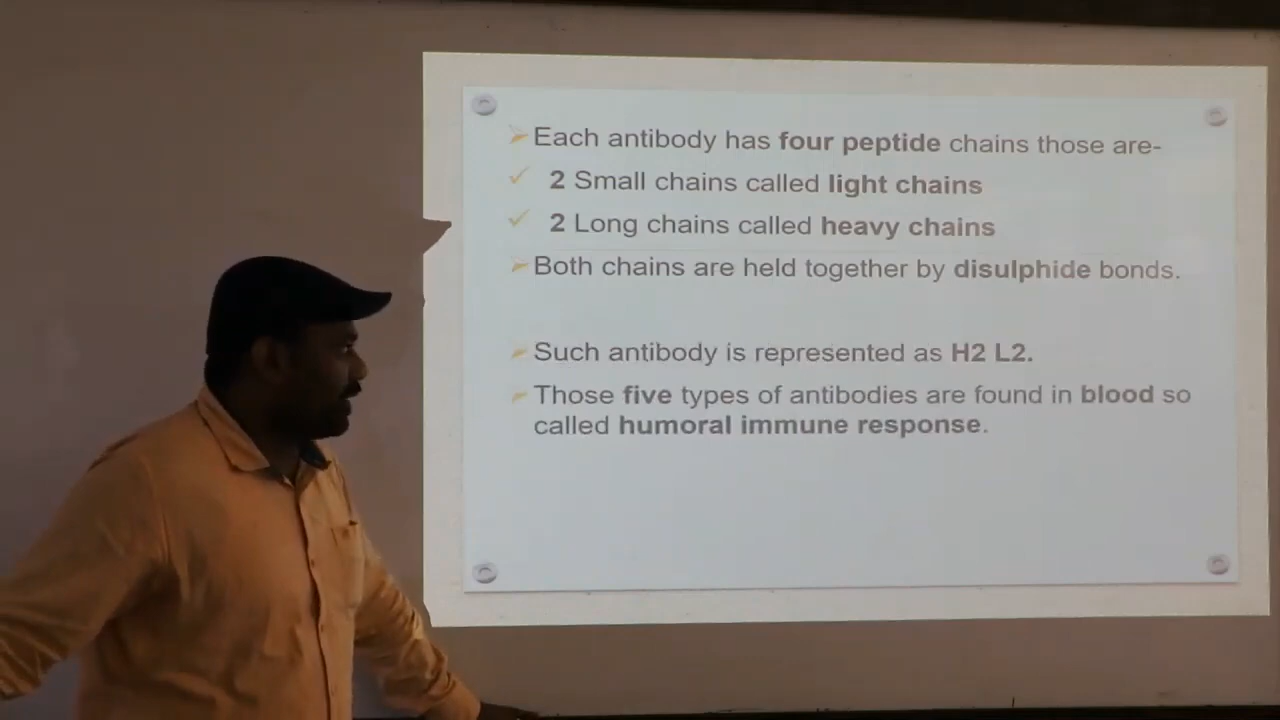 Each antibody has four peptide chains those are-
2 Small chains called light chains
2 Long chains called heavy chains
Both chains are held together by disulphide bonds.
Such antibody is represented as H2 L2.
Those five types of antibodies are found in blood so
called humoral immune response.